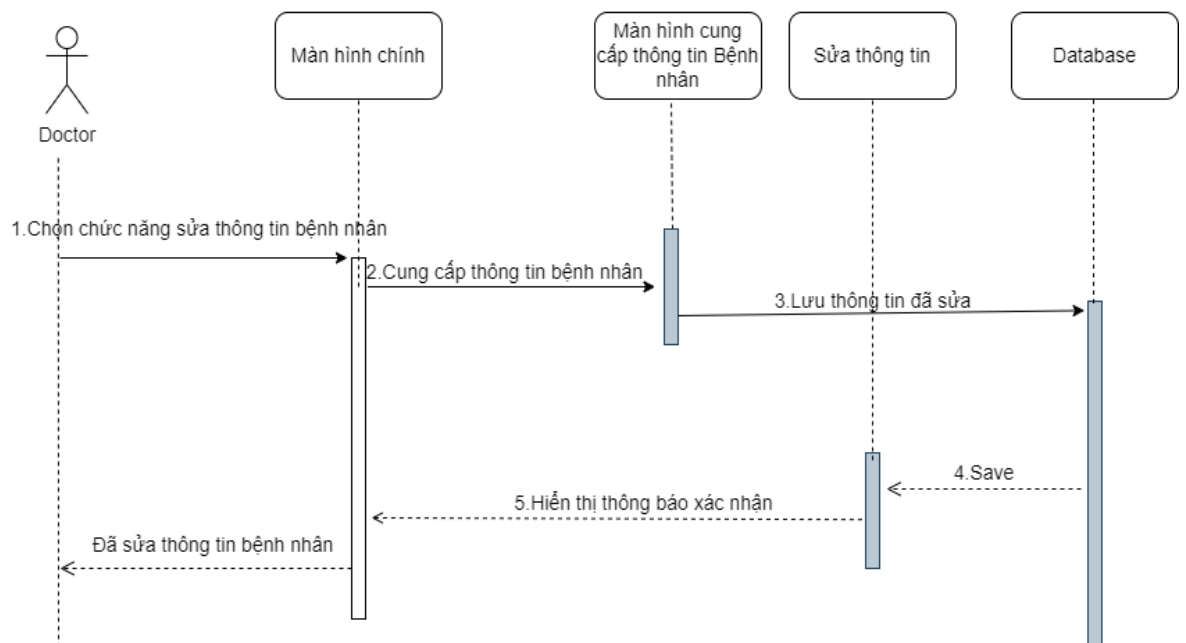 Màn hình chính
Màn hình cung
cấp thông tin Bệnh
nhân
Sửa thông tin
Database
Doctor
1.Chọn chức năng sửa thông tin bệnh nhân
2.Cung cấp thông tin bệnh nhân
3.Lưu thông tin đã sửa
4.Save
5.Hiển thị thông báo xác nhận
Đã sửa thông tin bệnh nhân